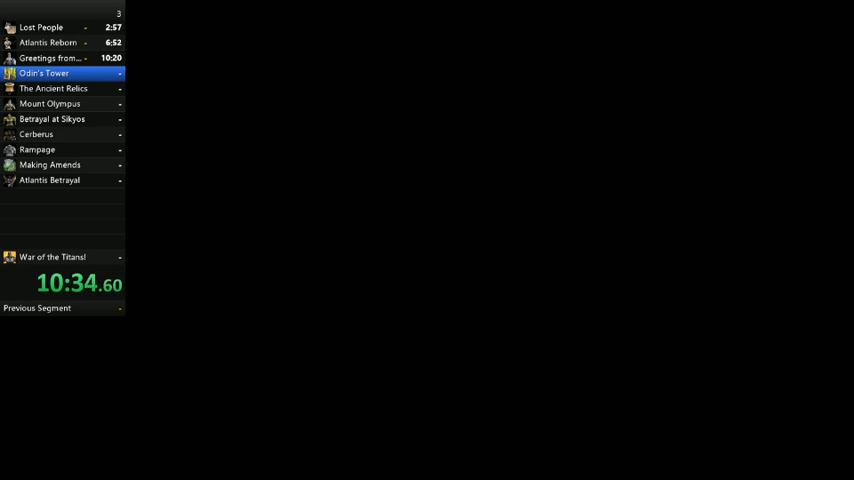 3
Lost People - 2:57
Atlantis Reborn - 6:52
Greetings from... - 10:20
Odin's Tower -
The Ancient Relics -
Mount Olympus -
Betrayal at Sikyos -
Cerberus -
Rampage -
Making Amends -
Atlantis Betrayal -
War of the Titans! -
10:34.60
Previous Segment -